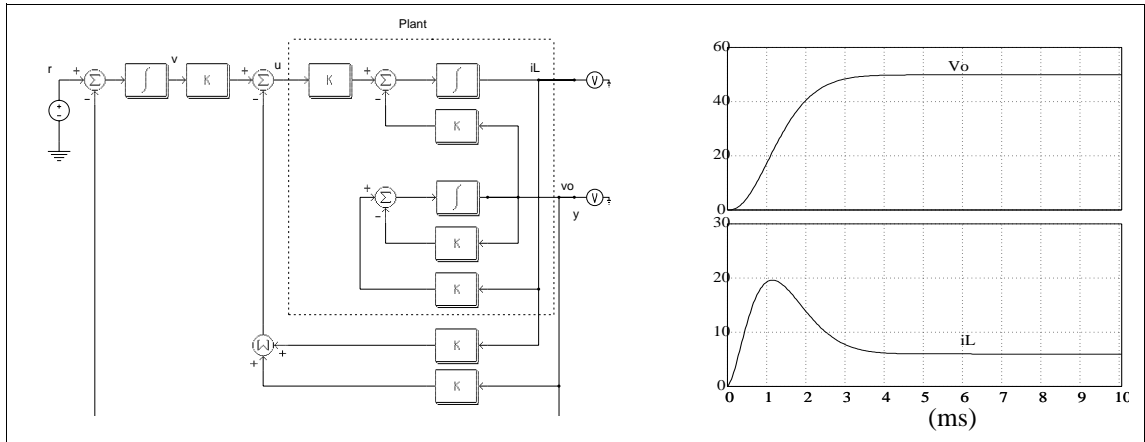 Plant
r
+
−
Σ
∫
v
K
+
−
Σ
u
K
+
−
Σ
∫
iL
V
K
+
−
Σ
∫
vo
V
y
K
K
Σ
+
+
K
K
+
−
60
40
20
0
Vo
30
20
10
0
iL
0 1 2 3 4 5 6 7 8 9 10
(ms)